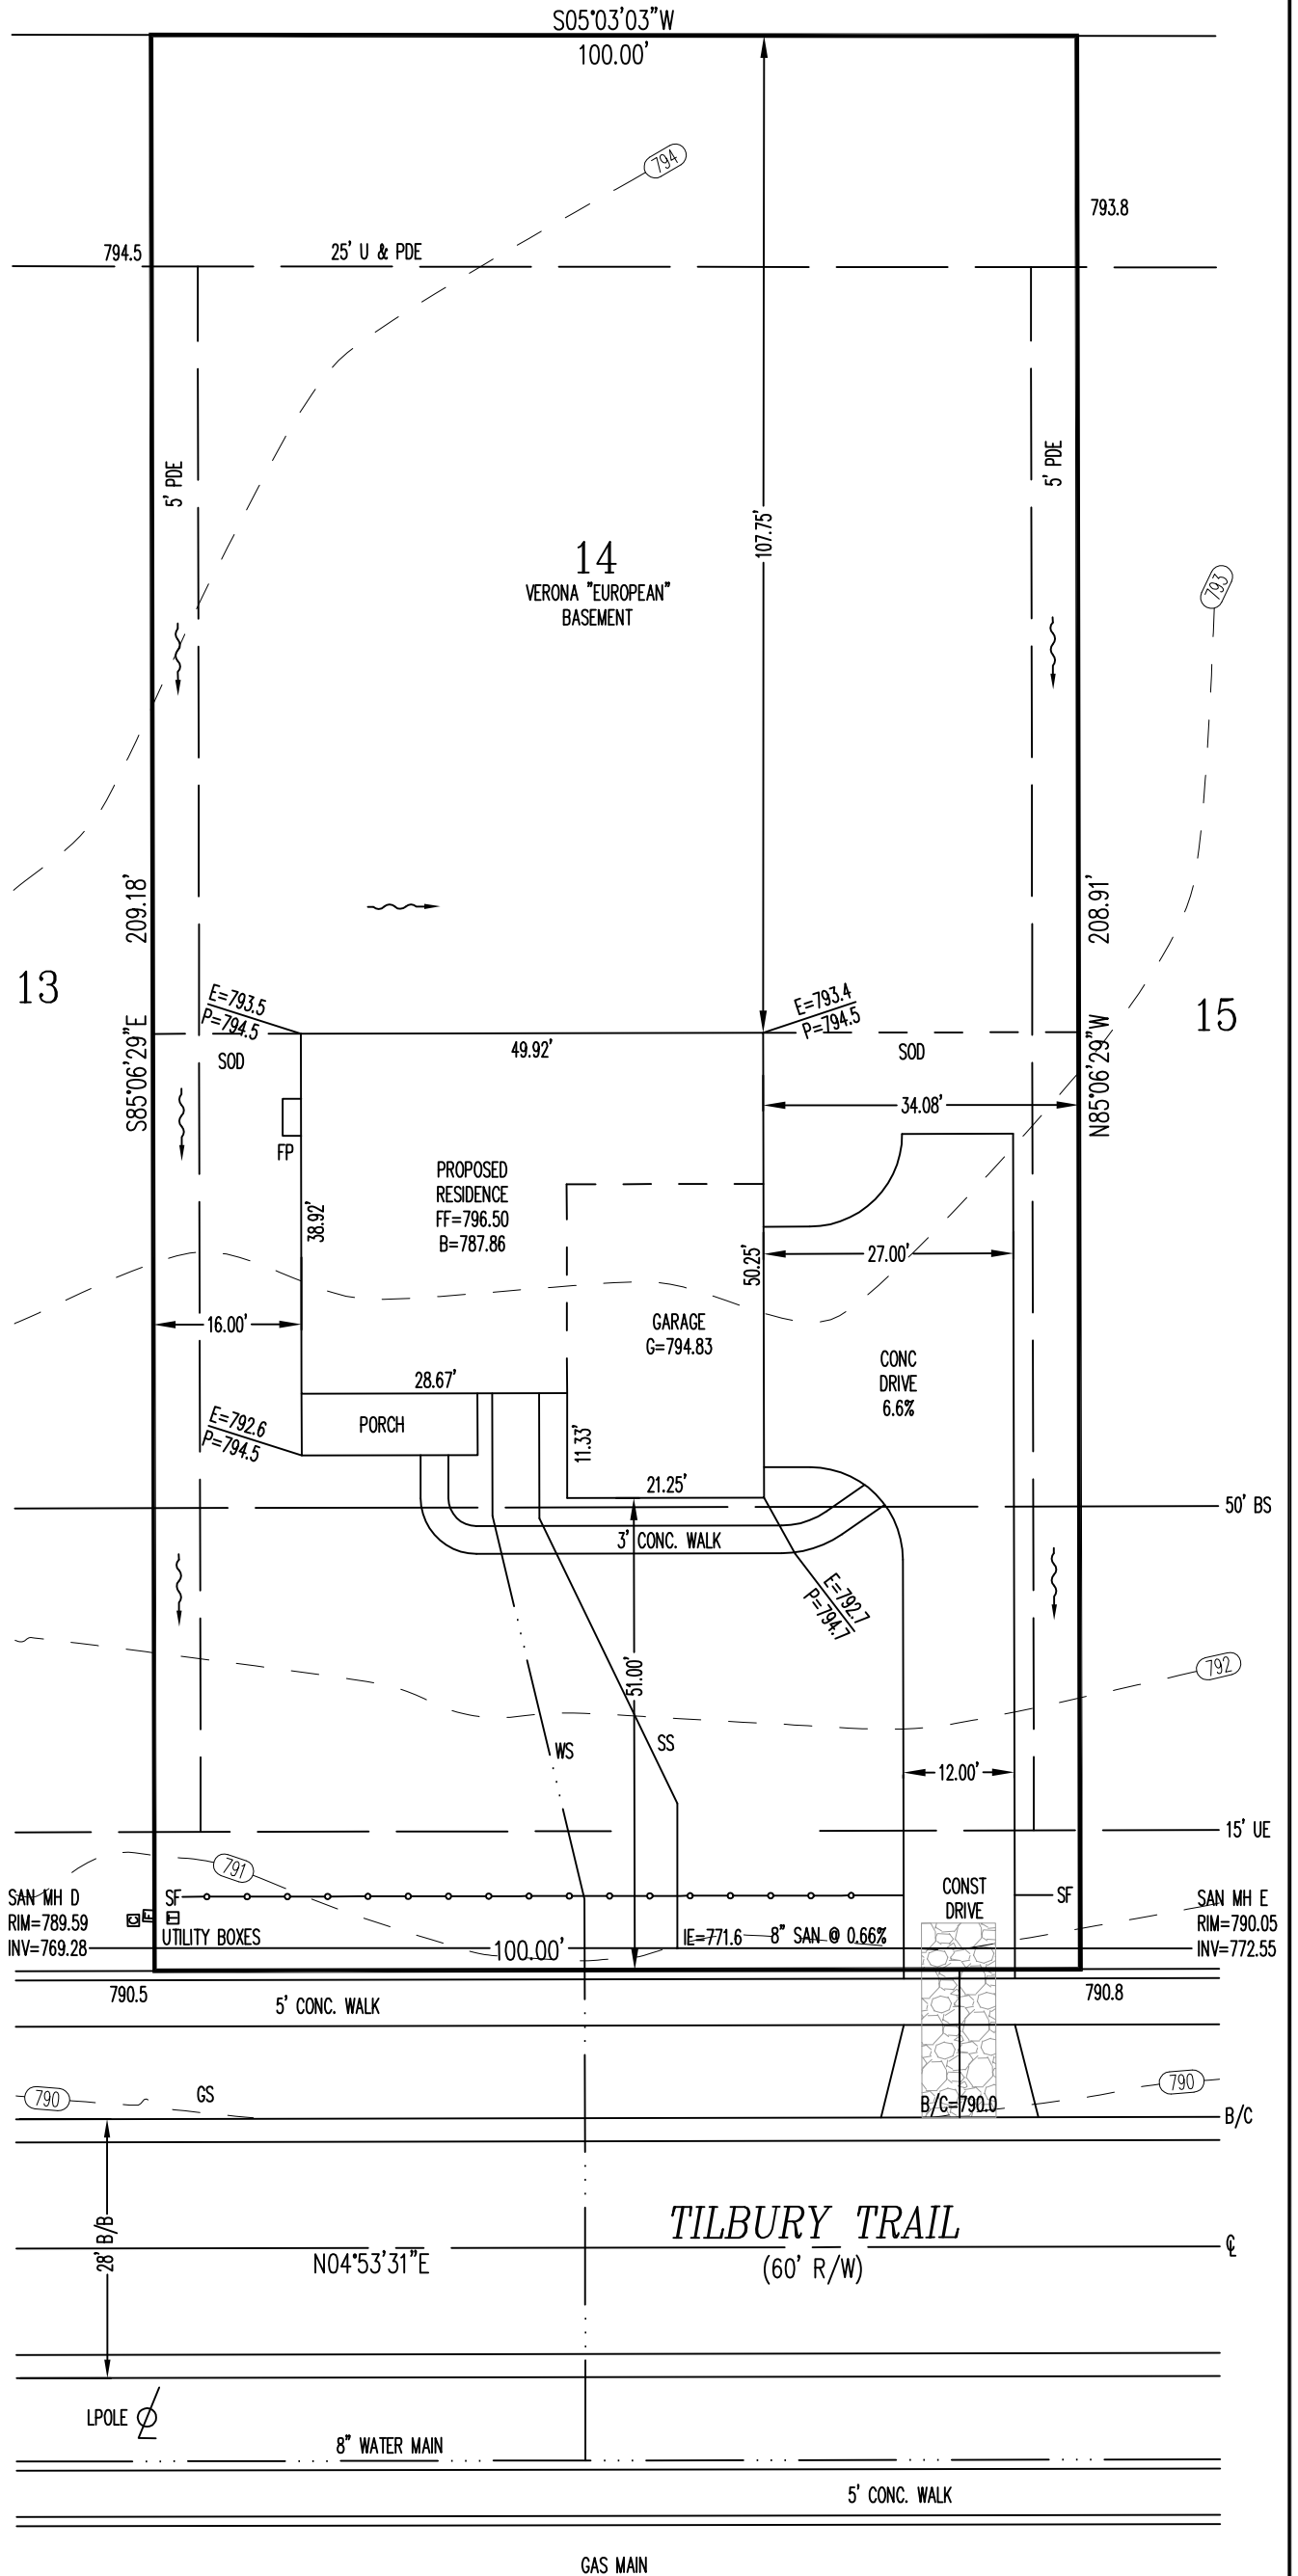 S05°03'03"W
100.00'
794
793.8
794.5
25' U & PDE
5' PDE
5' PDE
107.75'
14
VERONA "EUROPEAN"
BASEMENT
793
S85°06'29"E 209.18'
N85°06'29"W 208.91'
13
15
E=793.5
P=794.5
E=793.4
P=794.5
SOD
49.92'
SOD
34.08'
FP
PROPOSED
RESIDENCE
FF=796.50
B=787.86
38.92'
50.25'
27.00'
16.00'
GARAGE
G=794.83
CONC
DRIVE
6.6%
28.67'
PORCH
E=792.6
P=794.5
11.33'
21.25'
50' BS
3' CONC. WALK
E=792.7
P=794.7
51.00'
792
WS
SS
12.00'
15' UE
791
SAN MH D
RIM=789.59
INV=769.28
SF
UTILITY BOXES
100.00'
IE=771.6
8" SAN @ 0.66%
CONST
DRIVE
SF
SAN MH E
RIM=790.05
INV=772.55
790.5
790.8
5' CONC. WALK
790
GS
790
B/C=790.0
B/C
28' B/B
TILBURY TRAIL
(60' R/W)
N04°53'31"E
LPOLE
8" WATER MAIN
5' CONC. WALK
GAS MAIN